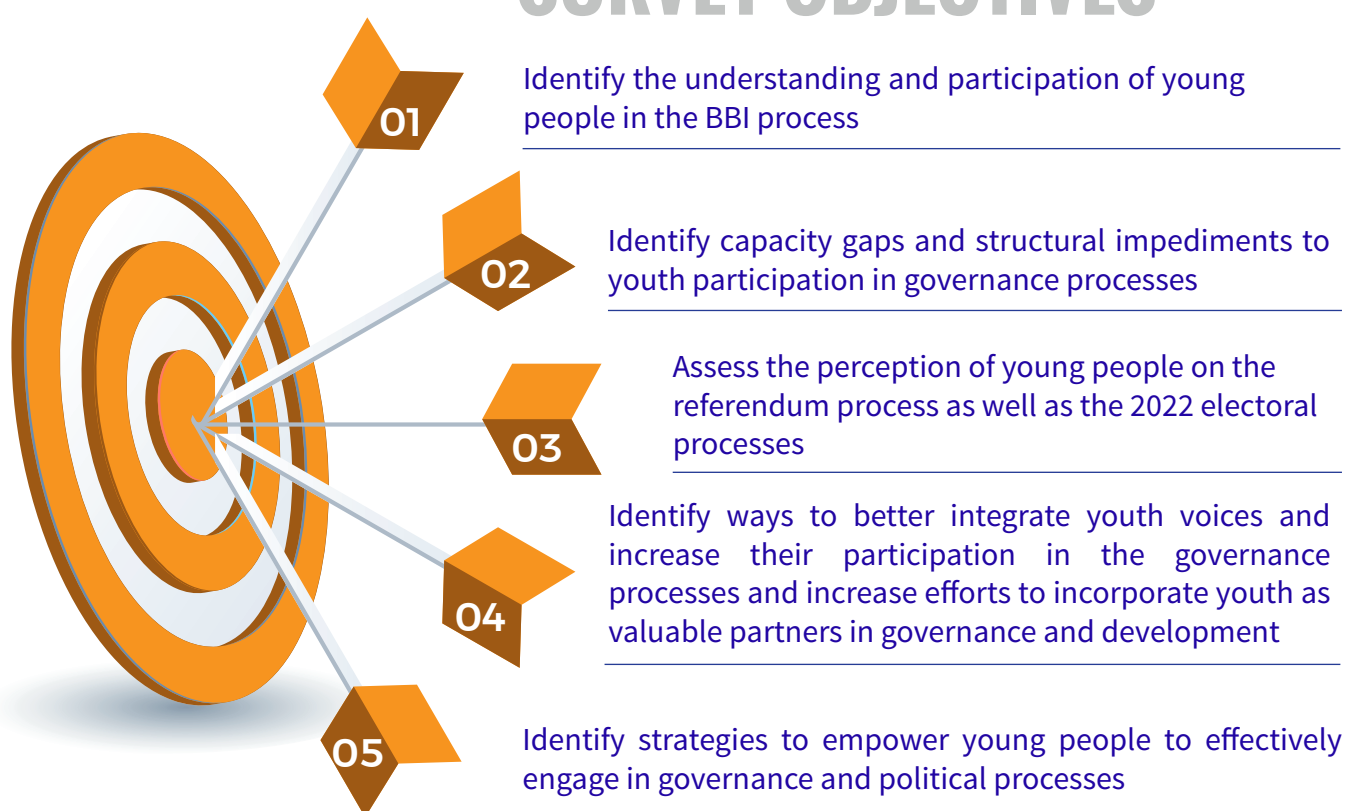 SURVEY OBJECTIVES
01
Identify the understanding and participation of young
people in the BBI process
02
Identify capacity gaps and structural impediments to
youth participation in governance processes
03
Assess the perception of young people on the
referendum process as well as the 2022 electoral
processes
04
Identify ways to better integrate youth voices and
increase their participation in the governance
processes and increase efforts to incorporate youth as
valuable partners in governance and development
05
Identify strategies to empower young people to effectively
engage in governance and political processes